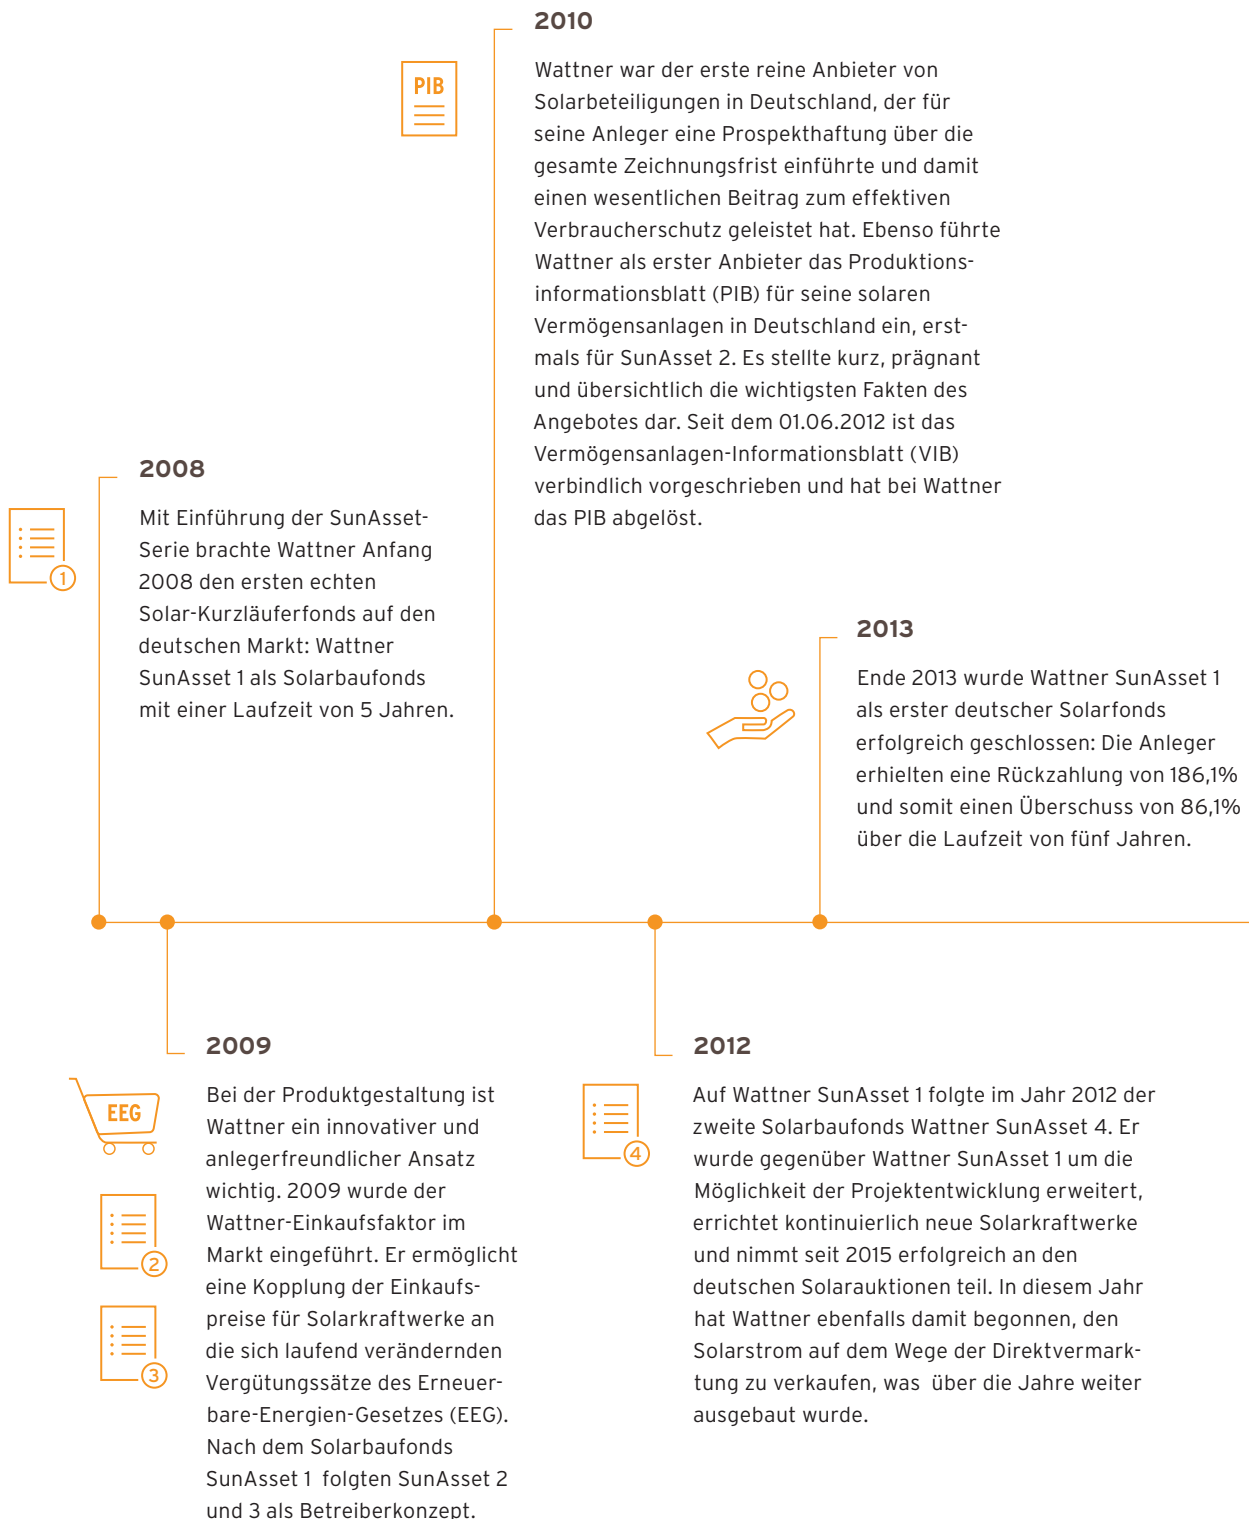 2010
PIB
Wattner war der erste reine Anbieter von
Solarbeteiligungen in Deutschland, der für
seine Anleger eine Prospekthaftung über die
gesamte Zeichnungsfrist einführte und damit
einen wesentlichen Beitrag zum effektiven
Verbraucherschutz geleistet hat. Ebenso führte
Wattner als erster Anbieter das Produktions-
informationsblatt (PIB) für seine solaren
Vermögensanlagen in Deutschland ein, erst-
mals für SunAsset 2. Es stellte kurz, prägnant
und übersichtlich die wichtigsten Fakten des
Angebotes dar. Seit dem 01.06.2012 ist das
Vermögensanlagen-Informationsblatt (VIB)
verbindlich vorgeschrieben und hat bei Wattner
das PIB abgelöst.
2008
1
Mit Einführung der SunAsset-
Serie brachte Wattner Anfang
2008 den ersten echten
Solar-Kurzläuferfonds auf den
deutschen Markt: Wattner
SunAsset 1 als Solarbaufonds
mit einer Laufzeit von 5 Jahren.
2013
Ende 2013 wurde Wattner SunAsset 1
als erster deutscher Solarfonds
erfolgreich geschlossen: Die Anleger
erhielten eine Rückzahlung von 186,1%
und somit einen Überschuss von 86,1%
über die Laufzeit von fünf Jahren.
2009
EEG
2
3
Bei der Produktgestaltung ist
Wattner ein innovativer und
anlegerfreundlicher Ansatz
wichtig. 2009 wurde der
Wattner-Einkaufsfaktor im
Markt eingeführt. Er ermöglicht
eine Kopplung der Einkaufs-
preise für Solarkraftwerke an
die sich laufend verändernden
Vergütungssätze des Erneuer-
bare-Energien-Gesetzes (EEG).
Nach dem Solarbaufonds
SunAsset 1 folgten SunAsset 2
und 3 als Betreiberkonzept.
2012
4
Auf Wattner SunAsset 1 folgte im Jahr 2012 der
zweite Solarbaufonds Wattner SunAsset 4. Er
wurde gegenüber Wattner SunAsset 1 um die
Möglichkeit der Projektentwicklung erweitert,
errichtet kontinuierlich neue Solarkraftwerke
und nimmt seit 2015 erfolgreich an den
deutschen Solarauktionen teil. In diesem Jahr
hat Wattner ebenfalls damit begonnen, den
Solarstrom auf dem Wege der Direktvermark-
tung zu verkaufen, was über die Jahre weiter
ausgebaut wurde.